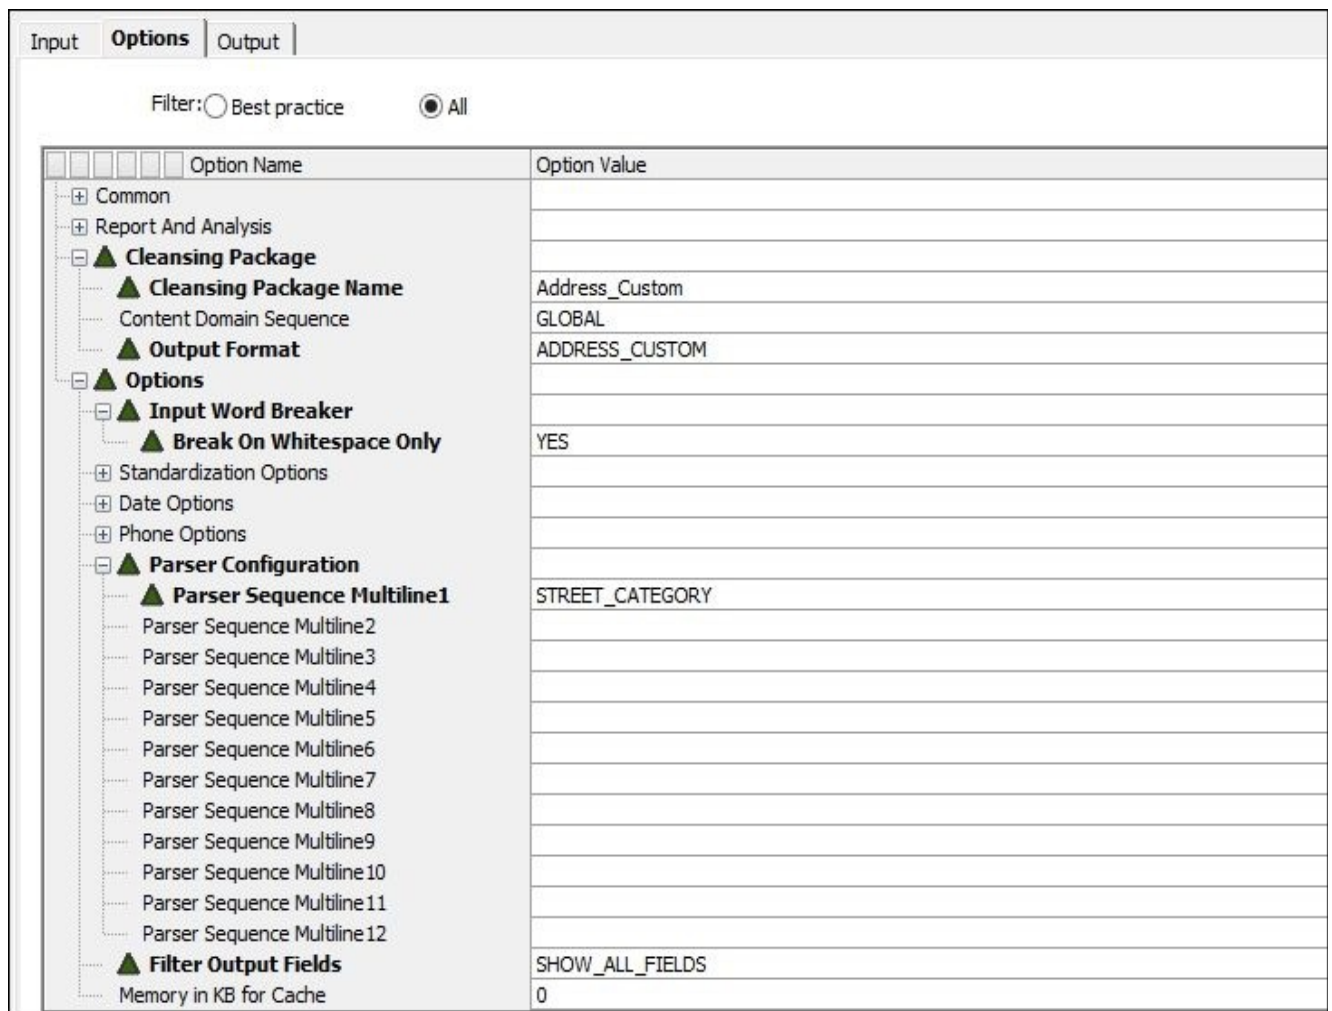 Input Options Output
Filter: Best practice All
Option Name Option Value
Common
Report And Analysis
Cleansing Package
Cleansing Package Name Address_Custom
Content Domain Sequence GLOBAL
Output Format ADDRESS_CUSTOM
Options
Input Word Breaker
Break On Whitespace Only YES
Standardization Options
Date Options
Phone Options
Parser Configuration
Parser Sequence Multiline1 STREET_CATEGORY
Parser Sequence Multiline2
Parser Sequence Multiline3
Parser Sequence Multiline4
Parser Sequence Multiline5
Parser Sequence Multiline6
Parser Sequence Multiline7
Parser Sequence Multiline8
Parser Sequence Multiline9
Parser Sequence Multiline10
Parser Sequence Multiline11
Parser Sequence Multiline12
Filter Output Fields SHOW_ALL_FIELDS
Memory in KB for Cache 0